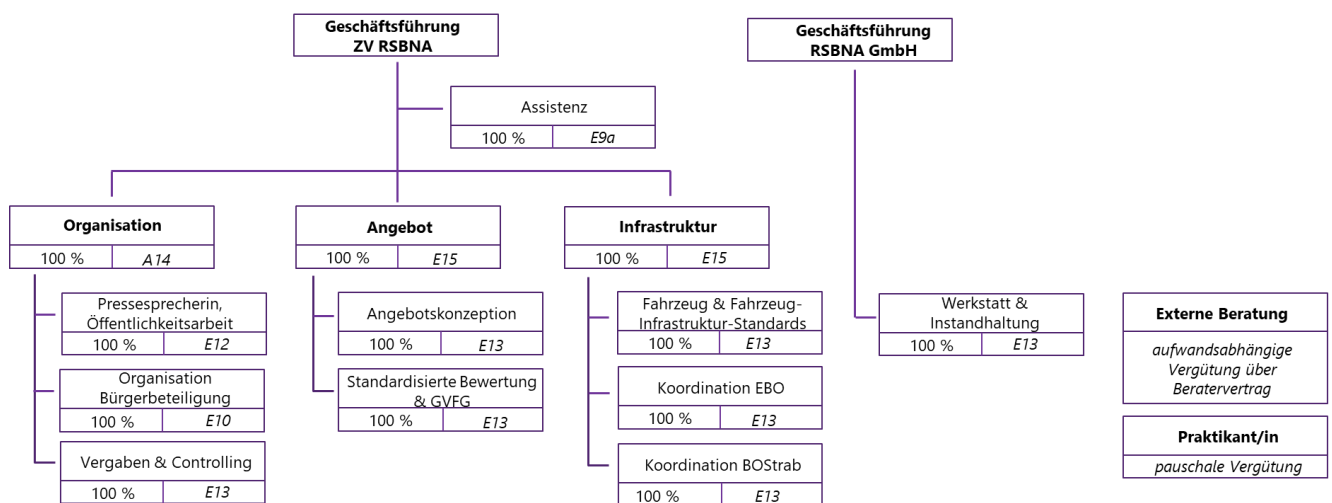 Geschäftsführung
ZV RSBNA
Geschäftsführung
RSBNA GmbH
Assistenz
100 % E9a
Organisation
100 % A14
Angebot
100 % E15
Infrastruktur
100 % E15
Pressesprecherin,
Öffentlichkeitsarbeit
100 % E12
Organisation
Bürgerbeteiligung
100 % E10
Vergaben & Controlling
100 % E13
Angebotskonzeption
100 % E13
Standardisierte Bewertung
& GVFG
100 % E13
Fahrzeug & Fahrzeug-
Infrastruktur-Standards
100 % E13
Koordination EBO
100 % E13
Koordination BOStrab
100 % E13
Werkstatt &
Instandhaltung
100 % E13
Externe Beratung
aufwandsabhängige
Vergütung über
Beratervertrag
Praktikant/in
pauschale Vergütung